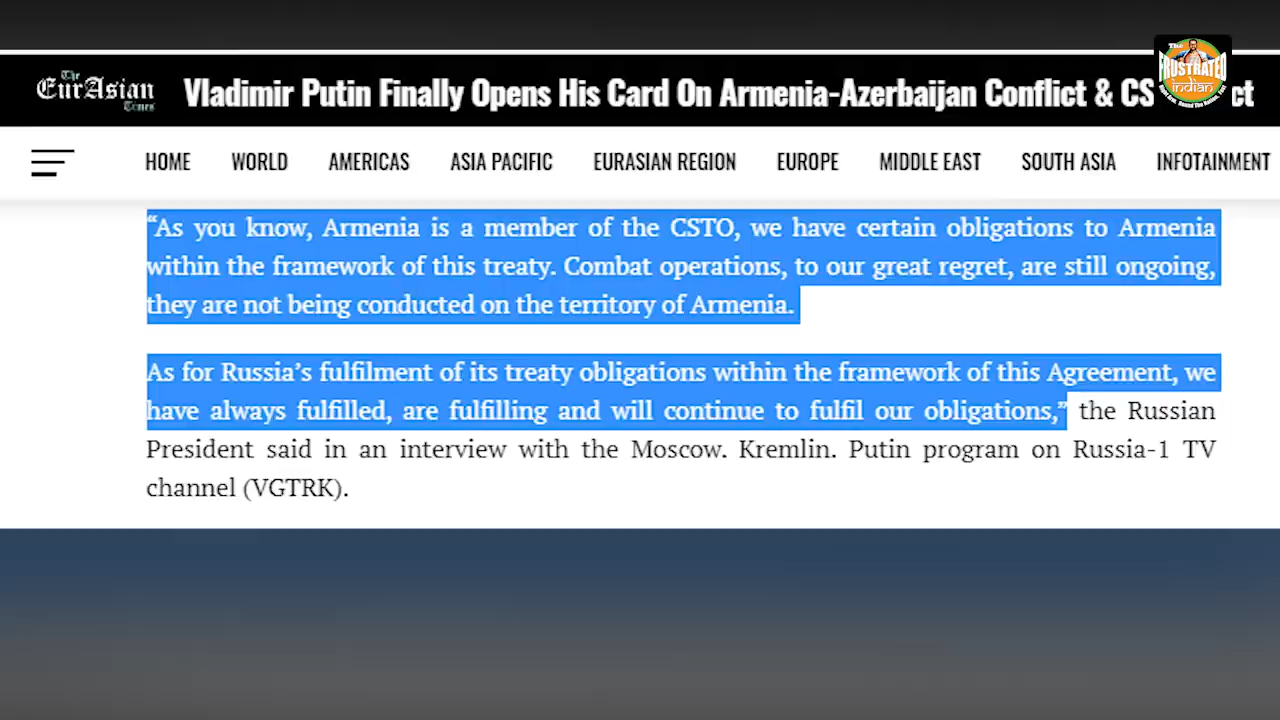 The
EurAsian
Times
Vladimir Putin Finally Opens His Card On Armenia-Azerbaijan Conflict & CS ct
The
FRUSTRATED
indian
HOME WORLD AMERICAS ASIA PACIFIC EURASIAN REGION EUROPE MIDDLE EAST SOUTH ASIA INFOTAINMENT
“As you know, Armenia is a member of the CSTO, we have certain obligations to Armenia
within the framework of this treaty. Combat operations, to our great regret, are still ongoing,
they are not being conducted on the territory of Armenia.
As for Russia’s fulfilment of its treaty obligations within the framework of this Agreement, we
have always fulfilled, are fulfilling and will continue to fulfil our obligations,” the Russian
President said in an interview with the Moscow. Kremlin. Putin program on Russia-1 TV
channel (VGTRK).